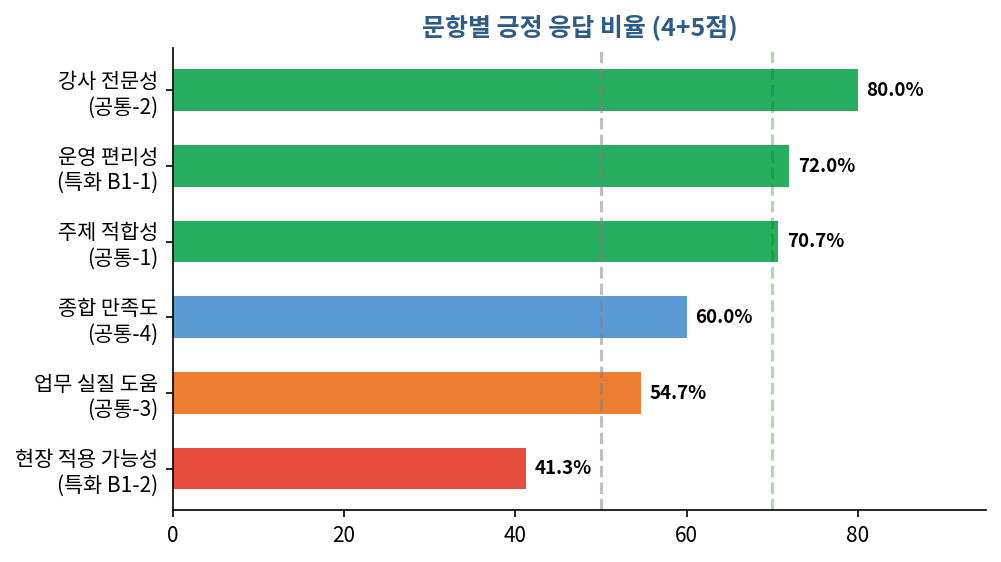 문항별 긍정 응답 비율 (4+5점)
강사 전문성
(공통-2)
80.0%
운영 편리성
(특화 B1-1)
72.0%
주제 적합성
(공통-1)
70.7%
종합 만족도
(공통-4)
60.0%
업무 실질 도움
(공통-3)
54.7%
현장 적용 가능성
(특화 B1-2)
41.3%
0 20 40 60 80